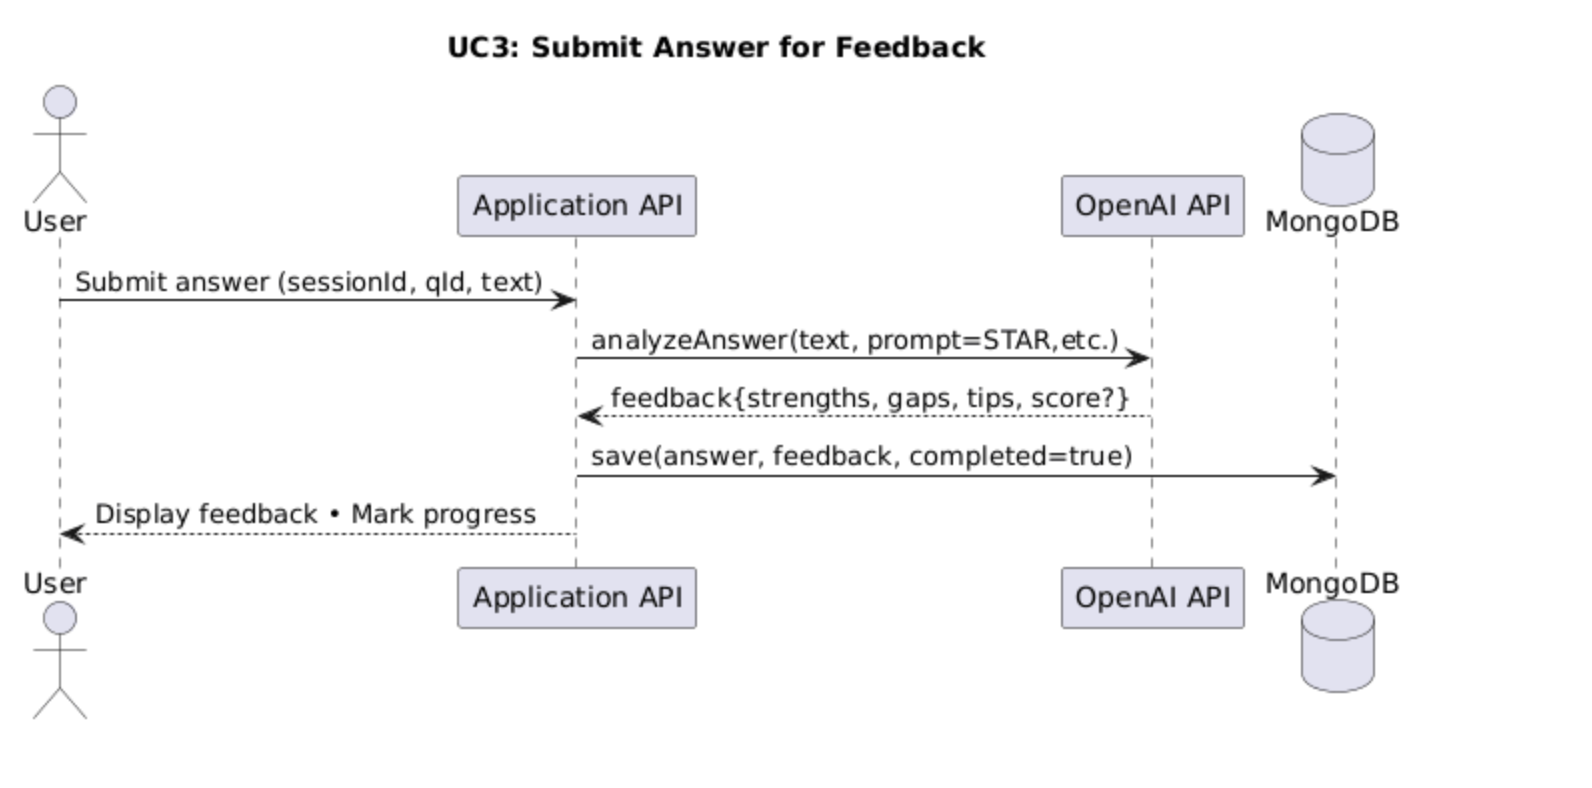 UC3: Submit Answer for Feedback
User
Application API
OpenAI API
MongoDB
Submit answer (sessionId, qId, text)
analyzeAnswer(text, prompt=STAR,etc.)
feedback{strengths, gaps, tips, score?}
save(answer, feedback, completed=true)
Display feedback • Mark progress
User
Application API
OpenAI API
MongoDB